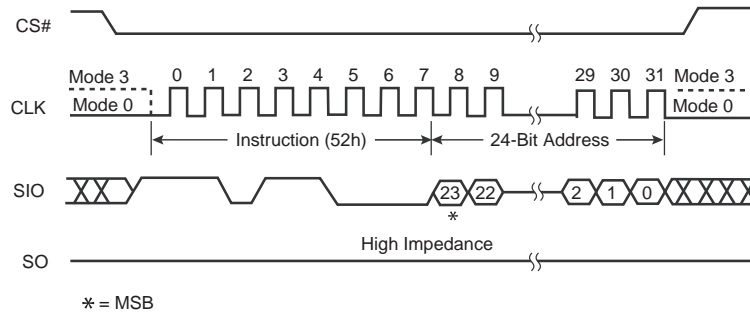 CS#
Mode 3 0 1 2 3 4 5 6 7 8 9 29 30 31 Mode 3
CLK Mode 0 Mode 0
Instruction (52h) 24-Bit Address
SIO 23 22 2 1 0
*
High Impedance
SO
* = MSB